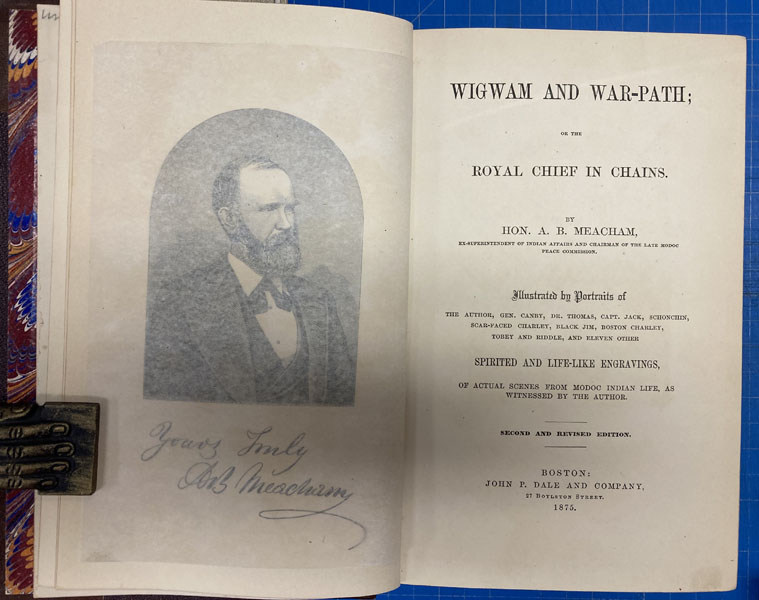 Yours Truly
AB Meacham
WIGWAM AND WAR-PATH;
OR THE
ROYAL CHIEF IN CHAINS.
BY
HON. A. B. MEACHAM,
EX-SUPERINTENDENT OF INDIAN AFFAIRS AND CHAIRMAN OF THE LATE MODOC
PEACE COMMISSION.
Illustrated by Portraits of
THE AUTHOR, GEN. CANBY, DR. THOMAS, CAPT. JACK, SCHONCHIN,
SCAR-FACED CHARLEY, BLACK JIM, BOSTON CHARLEY,
TOBEY AND RIDDLE, AND ELEVEN OTHER
SPIRITED AND LIFE-LIKE ENGRAVINGS,
OF ACTUAL SCENES FROM MODOC INDIAN LIFE, AS
WITNESSED BY THE AUTHOR.
SECOND AND REVISED EDITION.
BOSTON:
JOHN P. DALE AND COMPANY,
27 BOYLSTON STREET.
1875.